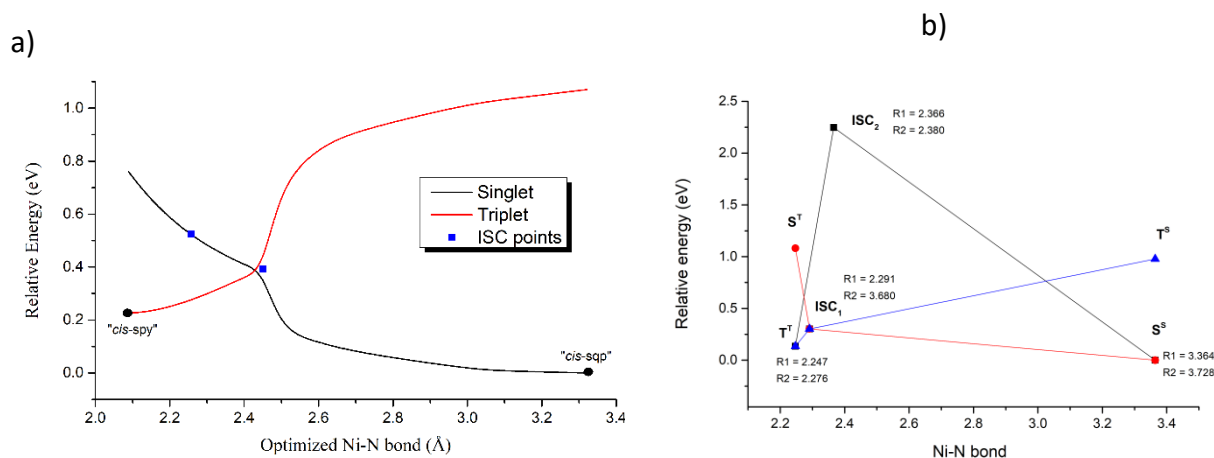 a)
1.0
0.8
0.6
0.4
0.2
0.0
Relative Energy (eV)
Singlet
Triplet
ISC points
"cis-spy"
"cis-sqp"
2.0 2.2 2.4 2.6 2.8 3.0 3.2 3.4
Optimized Ni-N bond (Å)
b)
2.5
2.0
1.5
1.0
0.5
0.0
Relative energy (eV)
ISC2
R1 = 2.366
R2 = 2.380
S^T
T^S
R1 = 2.291
R2 = 3.680
ISC1
T^T
S^S
R1 = 2.247
R2 = 2.276
R1 = 3.364
R2 = 3.728
2.2 2.4 2.6 2.8 3.0 3.2 3.4
Ni-N bond